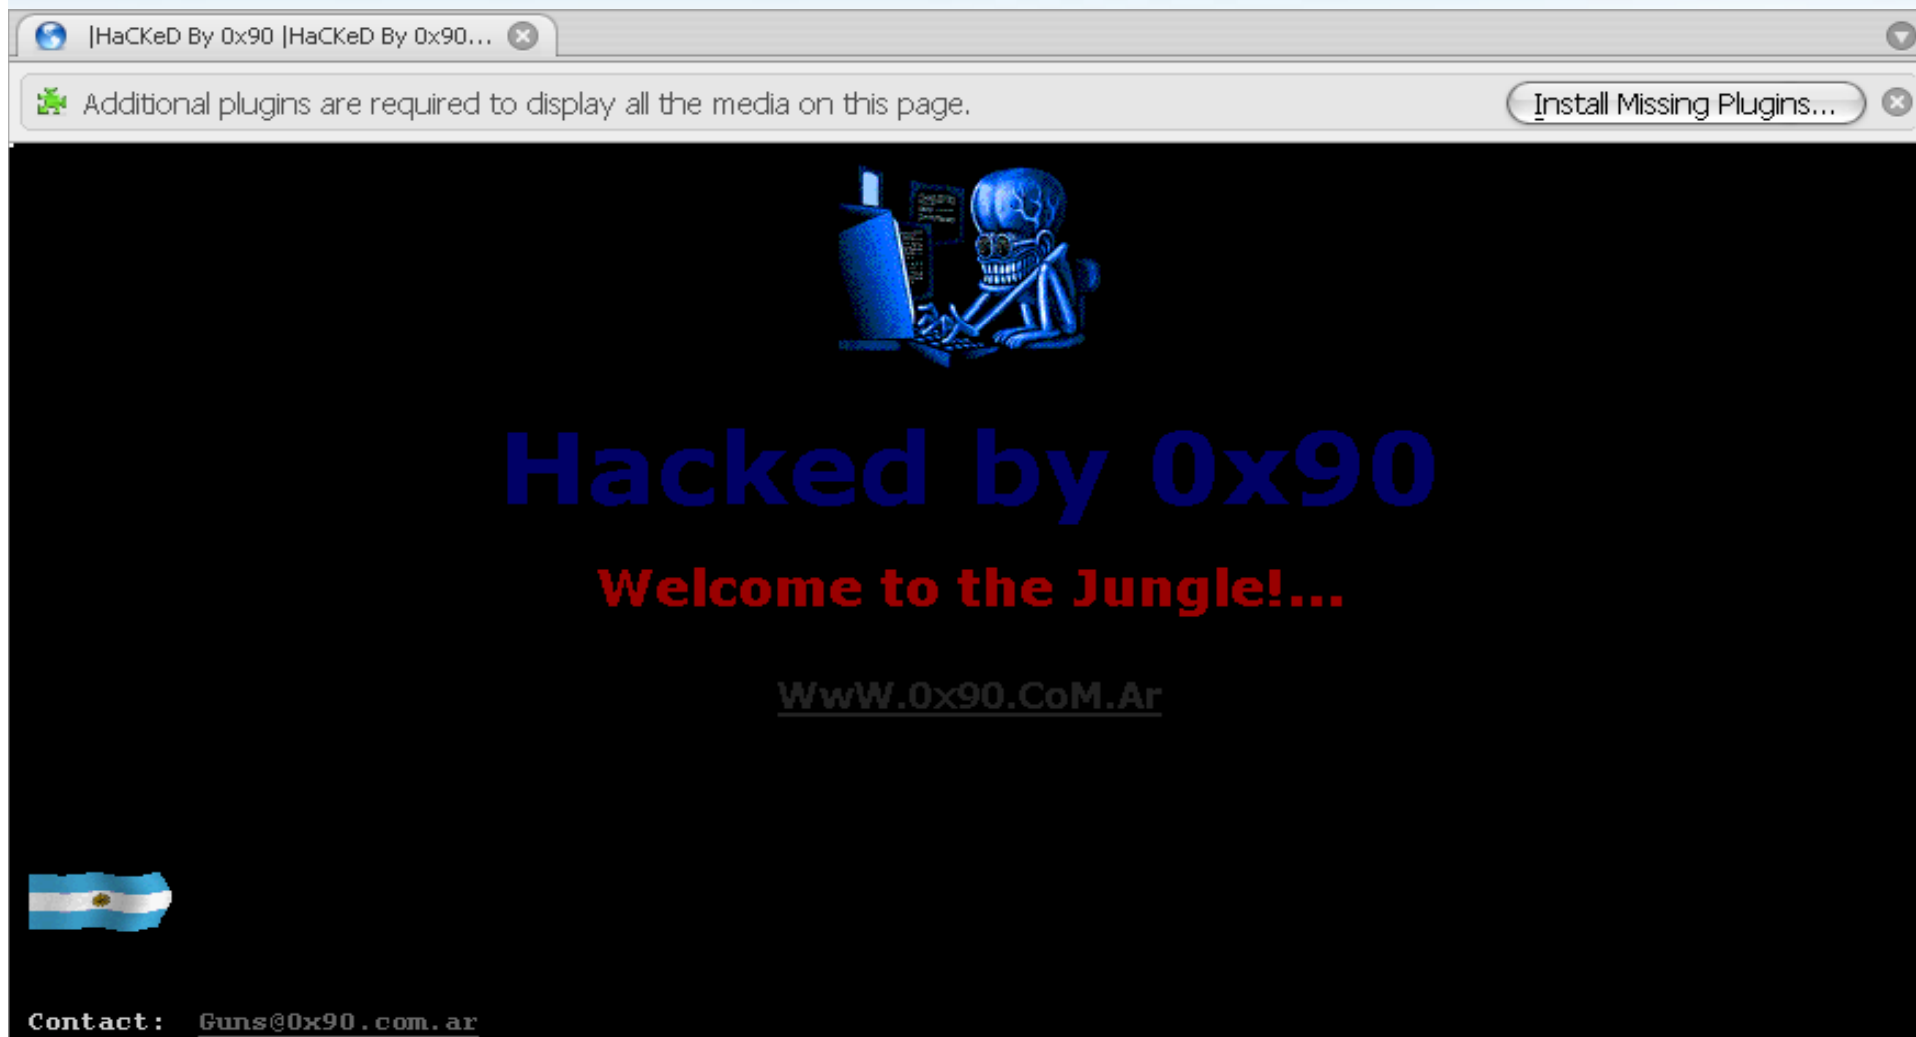 |HaCKeD By 0x90 |HaCKeD By 0x90...
Additional plugins are required to display all the media on this page.
Install Missing Plugins...
Hacked by 0x90
Welcome to the Jungle!...
WwW.0x90.CoM.Ar
Contact: Guns@0x90.com.ar